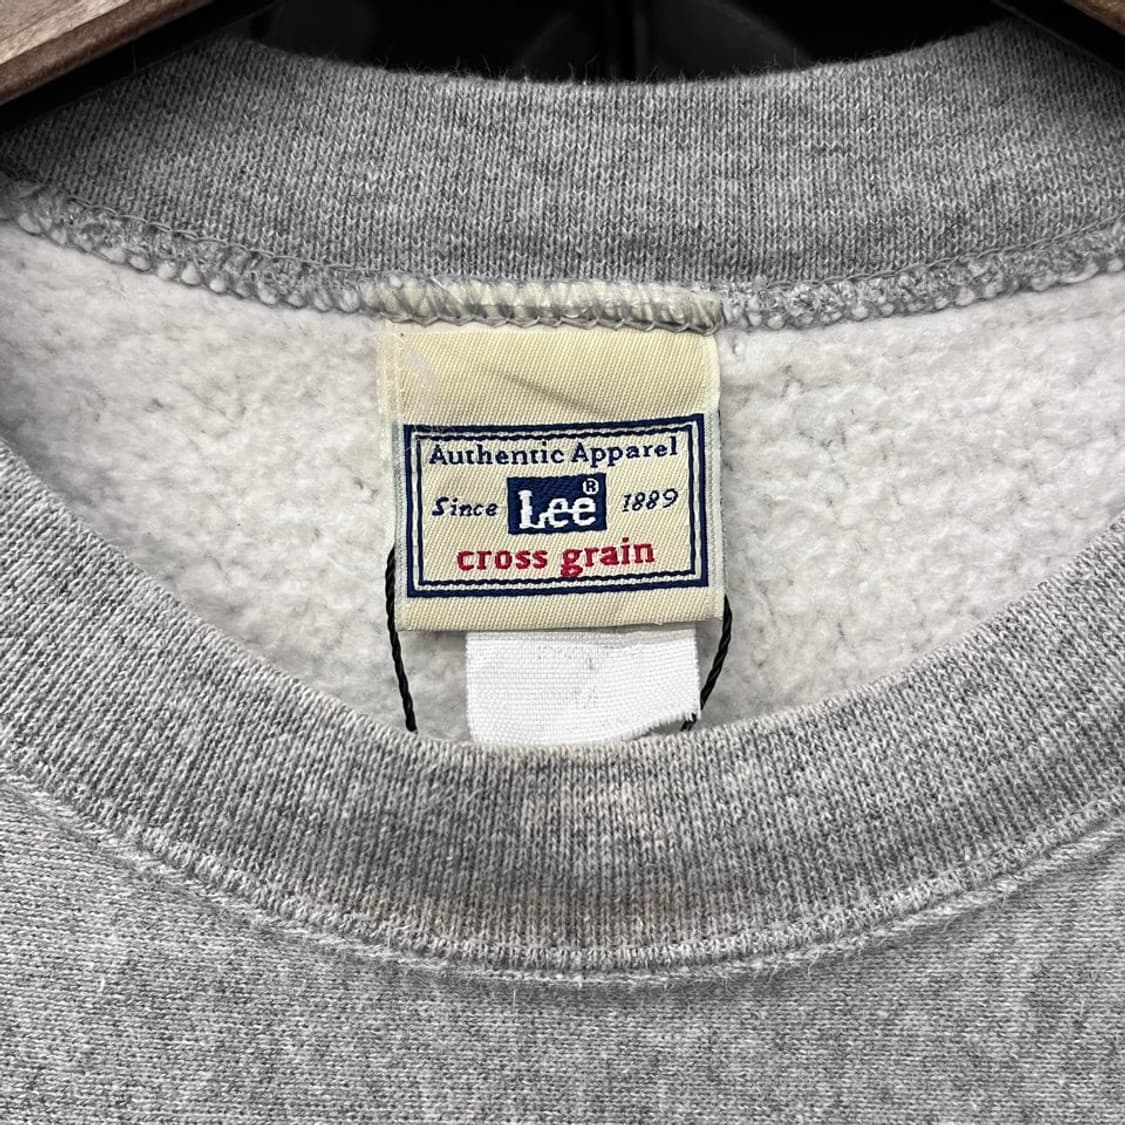 Authentic Apparel
Since Lee® 1889
cross grain